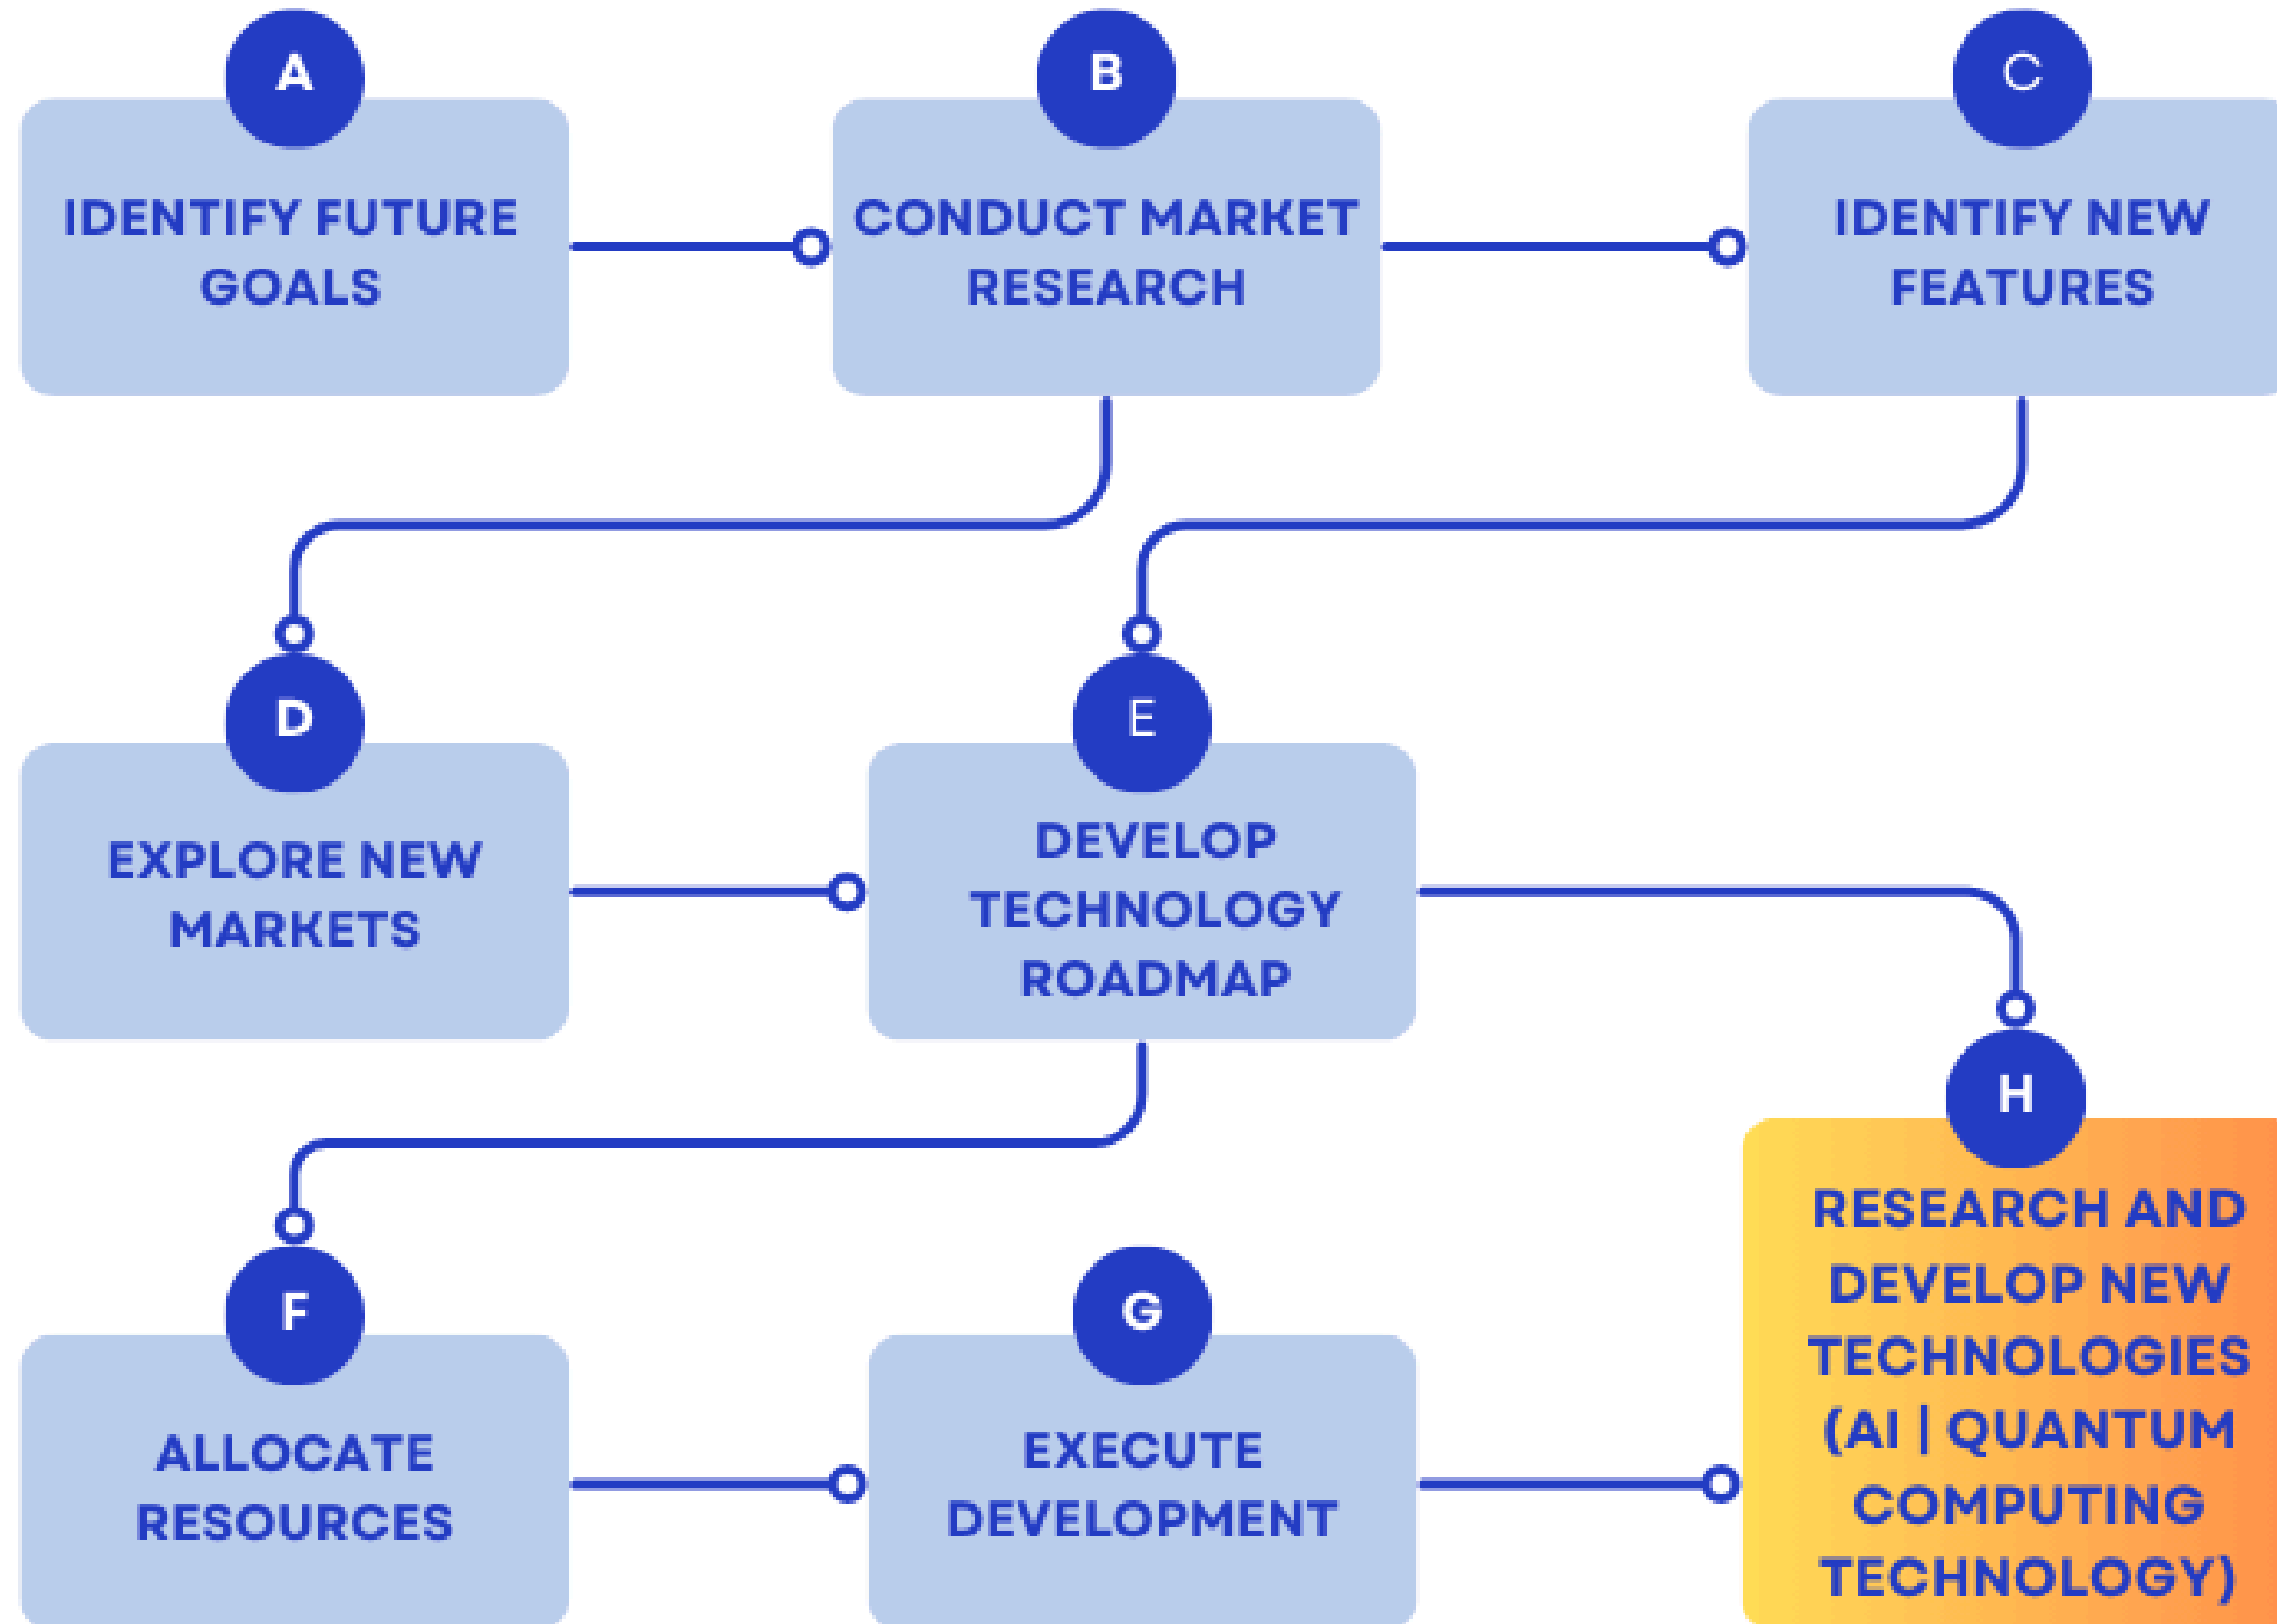 A
IDENTIFY FUTURE
GOALS
B
CONDUCT MARKET
RESEARCH
C
IDENTIFY NEW
FEATURES
D
EXPLORE NEW
MARKETS
E
DEVELOP
TECHNOLOGY
ROADMAP
F
ALLOCATE
RESOURCES
G
EXECUTE
DEVELOPMENT
H
RESEARCH AND
DEVELOP NEW
TECHNOLOGIES
(AI | QUANTUM
COMPUTING
TECHNOLOGY)